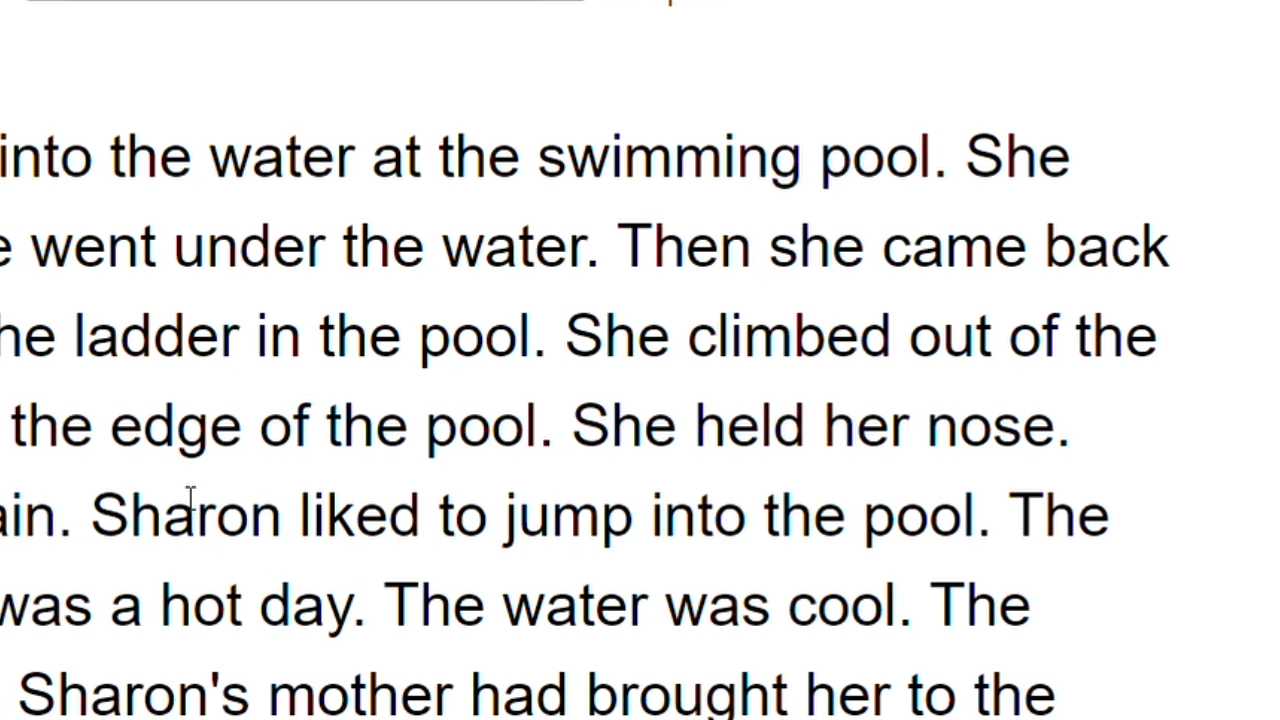 into the water at the swimming pool. She
went under the water. Then she came back
ladder in the pool. She climbed out of the
the edge of the pool. She held her nose.
Sharon liked to jump into the pool. The
was a hot day. The water was cool. The
Sharon's mother had brought her to the